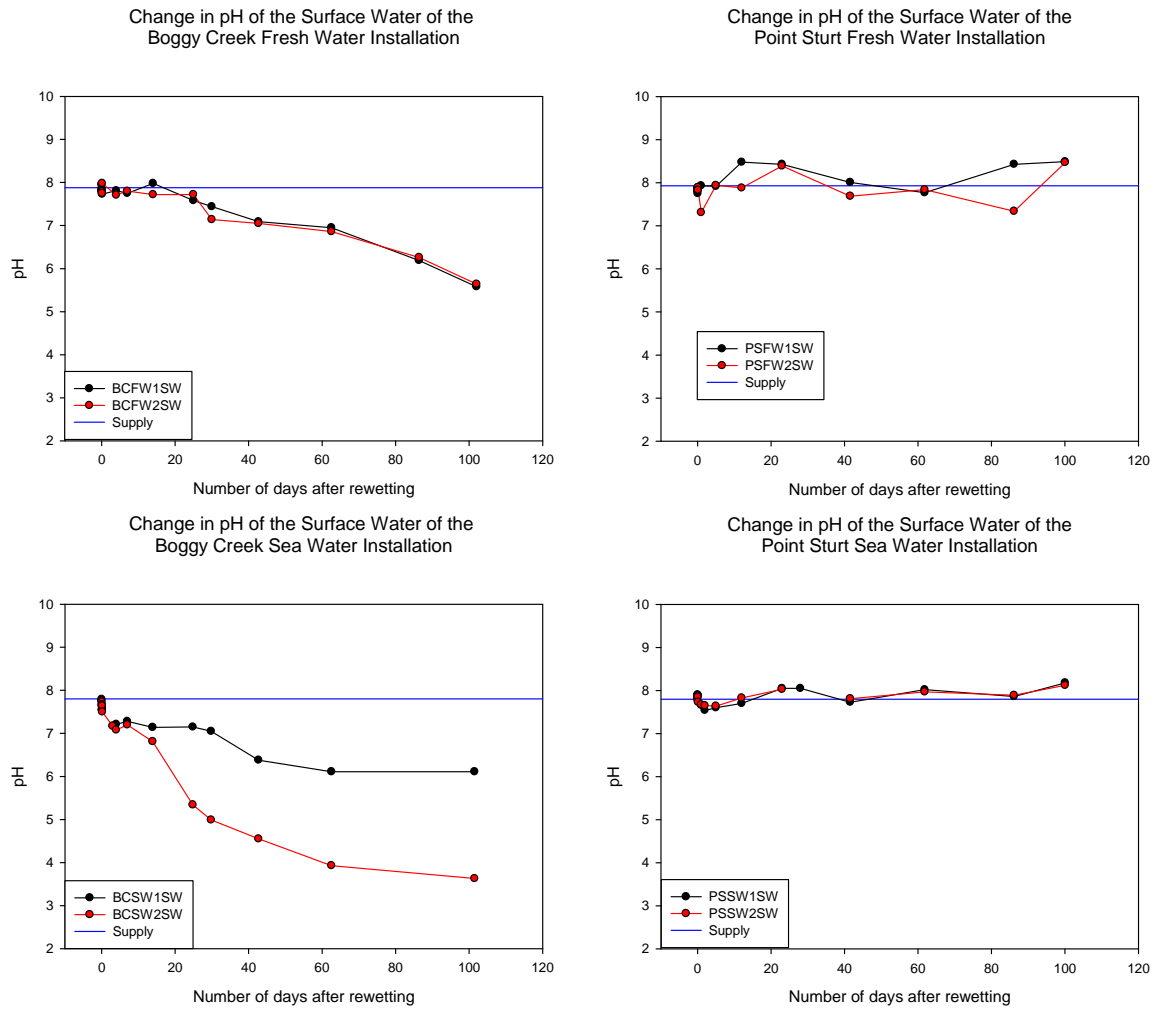 Change in pH of the Surface Water of the
Boggy Creek Fresh Water Installation
10
9
8
7
6
5
4
3
2
pH
BCFW1SW
BCFW2SW
Supply
0
20
40
60
80
100
120
Number of days after rewetting
Change in pH of the Surface Water of the
Point Sturt Fresh Water Installation
10
9
8
7
6
5
4
3
2
pH
PSFW1SW
PSFW2SW
Supply
0
20
40
60
80
100
120
Number of days after rewetting
Change in pH of the Surface Water of the
Boggy Creek Sea Water Installation
10
9
8
7
6
5
4
3
2
pH
BCSW1SW
BCSW2SW
Supply
0
20
40
60
80
100
120
Number of days after rewetting
Change in pH of the Surface Water of the
Point Sturt Sea Water Installation
10
9
8
7
6
5
4
3
2
pH
PSSW1SW
PSSW2SW
Supply
0
20
40
60
80
100
120
Number of days after rewetting